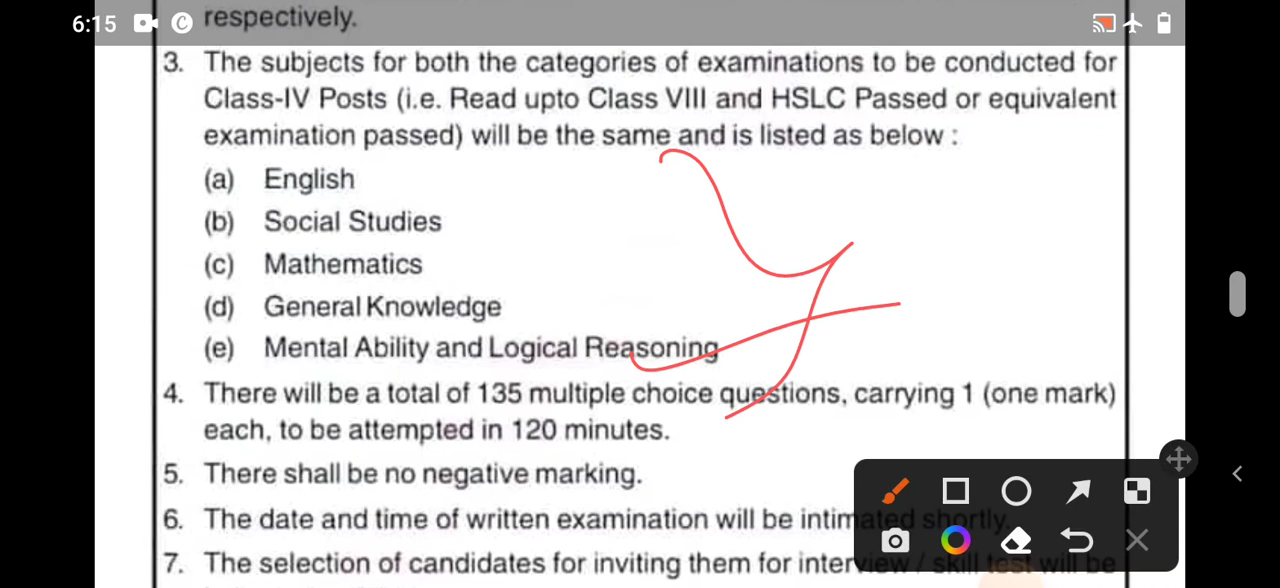 6:15
respectively.
3. The subjects for both the categories of examinations to be conducted for
Class-IV Posts (i.e. Read upto Class VIII and HSLC Passed or equivalent
examination passed) will be the same and is listed as below :
(a) English
(b) Social Studies
(c) Mathematics
(d) General Knowledge
(e) Mental Ability and Logical Reasoning
4. There will be a total of 135 multiple choice questions, carrying 1 (one mark)
each, to be attempted in 120 minutes.
5. There shall be no negative marking.
6. The date and time of written examination will be intimated shortly.
7. The selection of candidates for inviting them for interview / skill test will be